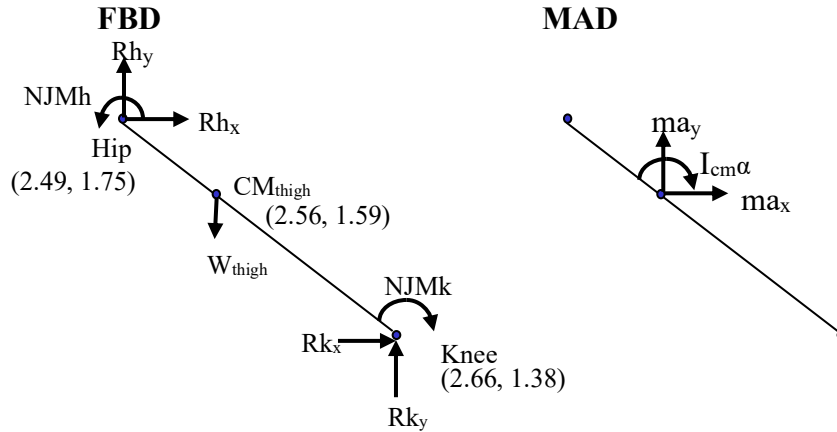 FBD
MAD
Rhy
NJMh
Rhx
Hip
(2.49, 1.75)
CMthigh
(2.56, 1.59)
Wthigh
NJMk
Rkx
Knee
(2.66, 1.38)
Rky
may
Icmα
max